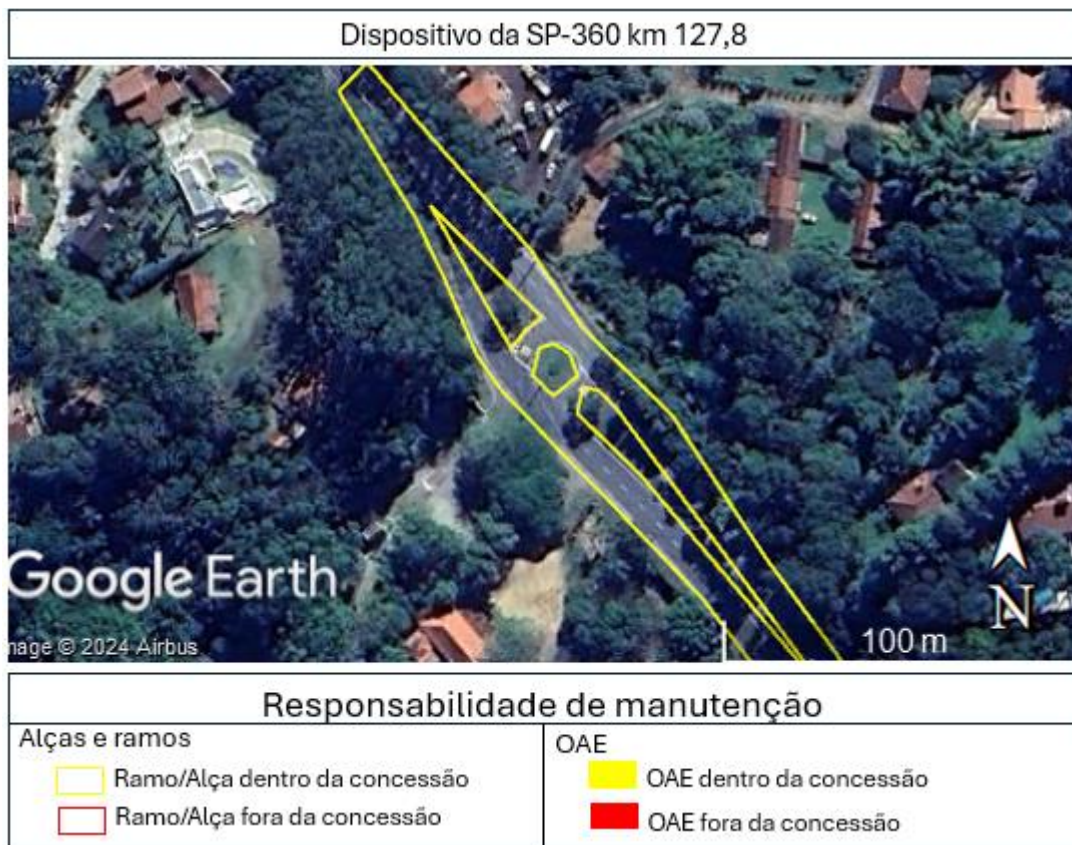 Dispositivo da SP-360 km 127,8
Google Earth
mage © 2024 Airbus
100 m
N
Responsabilidade de manutenção
Alças e ramos
Ramo/Alça dentro da concessão
Ramo/Alça fora da concessão
OAE
OAE dentro da concessão
OAE fora da concessão